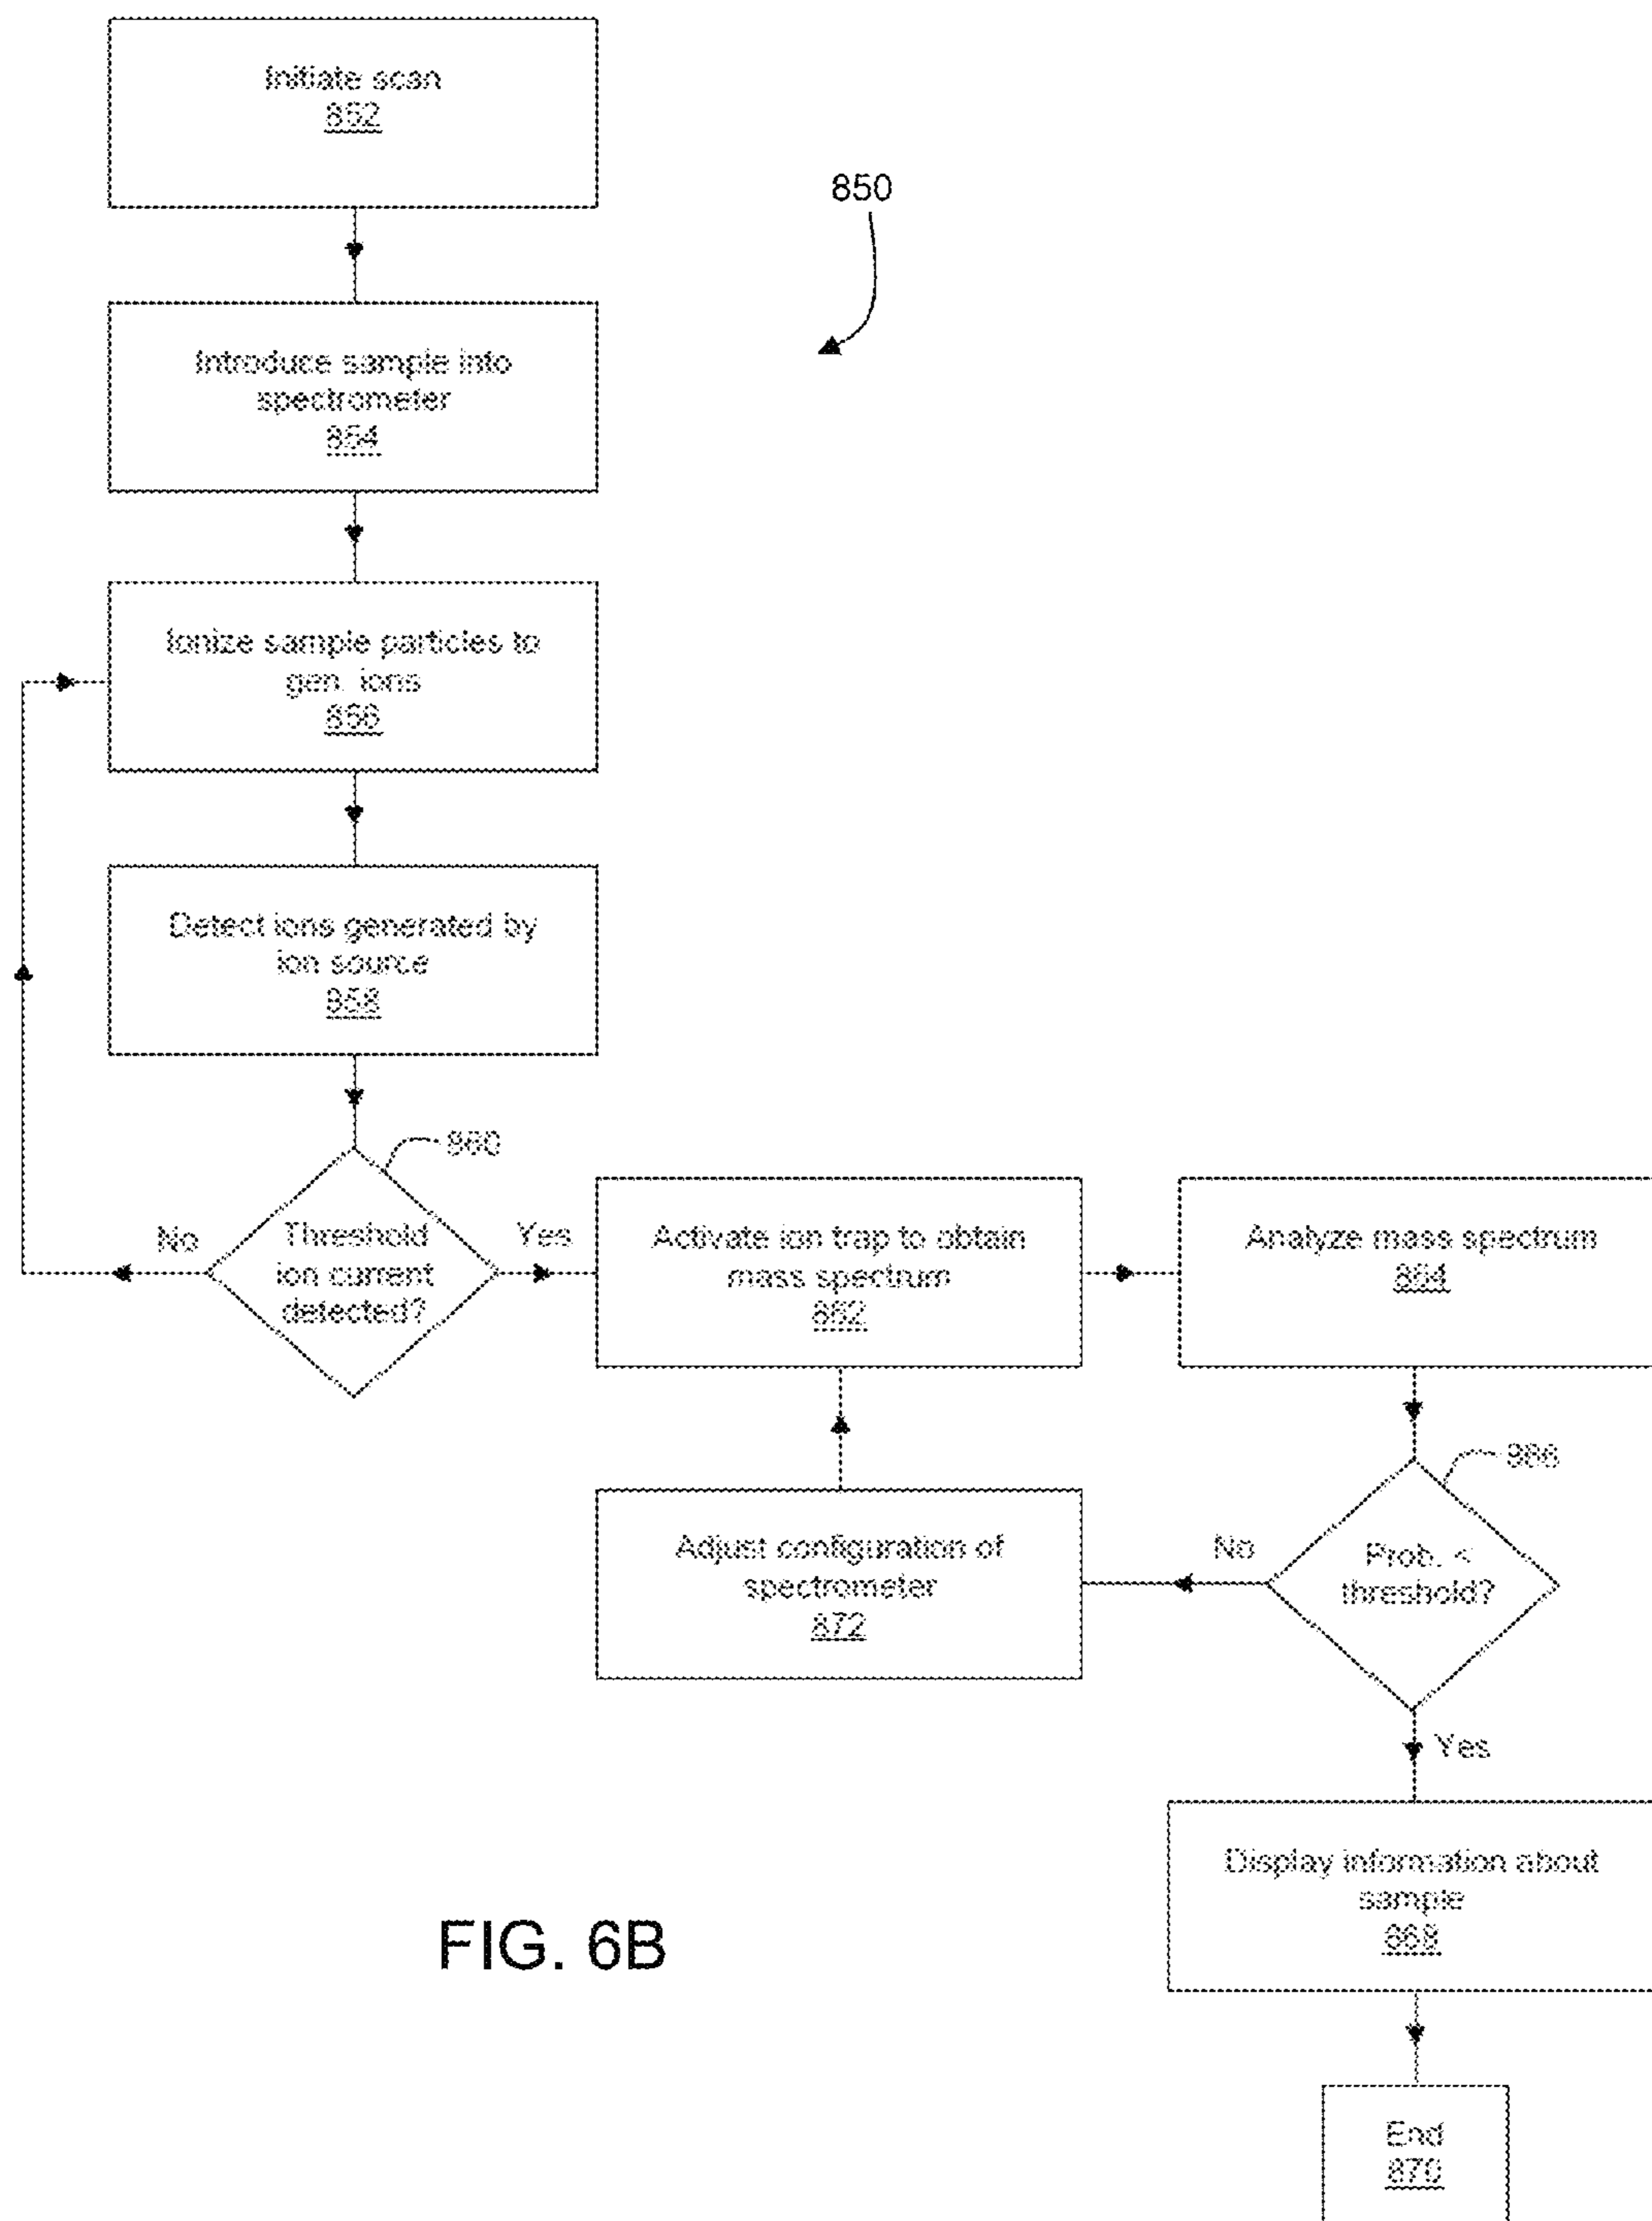 Initiate scan
852
850
Introduce sample into
spectrometer
854
Ionize sample particles to
gen. ions
856
Detect ions generated by
ion source
858
860
No
Threshold
ion current
detected?
Yes
Activate ion trap to obtain
mass spectrum
862
Analyze mass spectrum
864
986
Adjust configuration of
spectrometer
872
No
Prob. <
threshold?
Yes
Display information about
sample
868
End
870
FIG. 6B